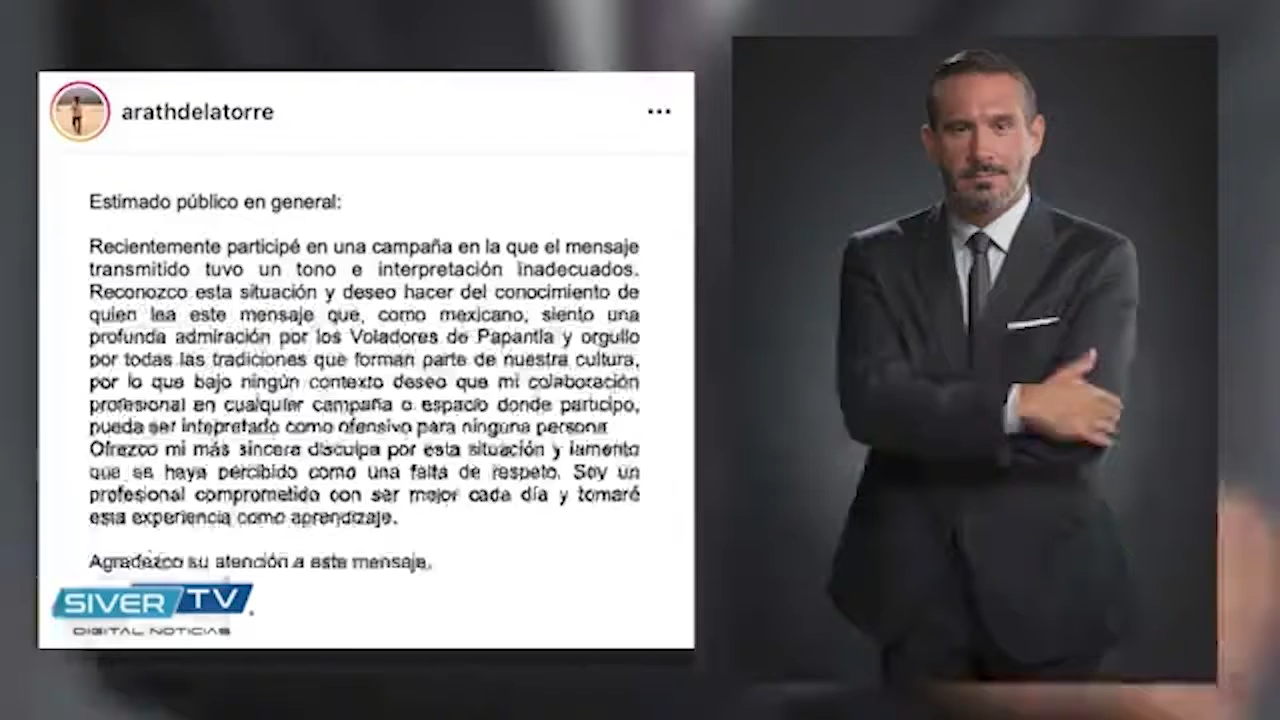 arathdelatorre
Estimado público en general:
Recientemente participé en una campaña en la que el mensaje
transmitido tuvo un tono e interpretación inadecuados.
Reconozco esta situación y deseo hacer del conocimiento de
quien lea este mensaje que, como mexicano, siento una
profunda admiración por los Voladores de Papantla y orgullo
por todas las tradiciones que forman parte de nuestra cultura,
por lo que bajo ningún contexto deseo que mi colaboración
profesional en cualquier campaña o espacio donde participo,
pueda ser intepretado como ofensivo para ninguna persona.
Ofrezco mi más sincera disculpa por esta situación y lamento
que se haya percibido como una falta de respeto. Soy un
profesional comprometido con ser mejor cada día y tomaré
esta experiencia como aprendizaje.
Agradezco su atención a este mensaje.
SIVER TV
DIGITAL NOTICIAS